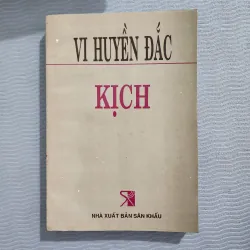 VI HUYỀN ĐẮC
KỊCH
NHÀ XUẤT BẢN SÂN KHẤU